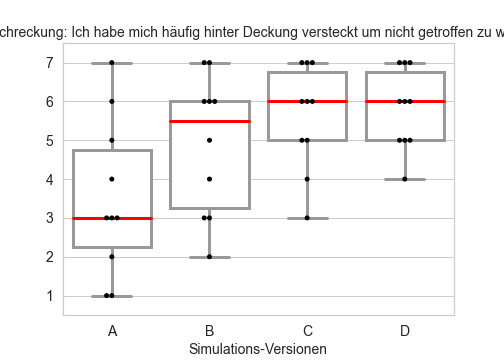 chreckung: Ich habe mich häufig hinter Deckung versteckt um nicht getroffen zu w
7
6
5
4
3
2
1
A B C D
Simulations-Versionen